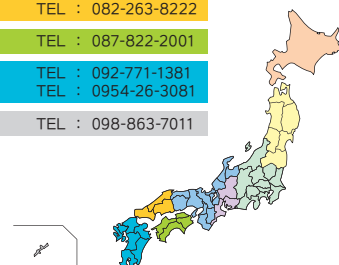 TEL : 082-263-8222
TEL : 087-822-2001
TEL : 092-771-1381
TEL : 0954-26-3081
TEL : 098-863-7011